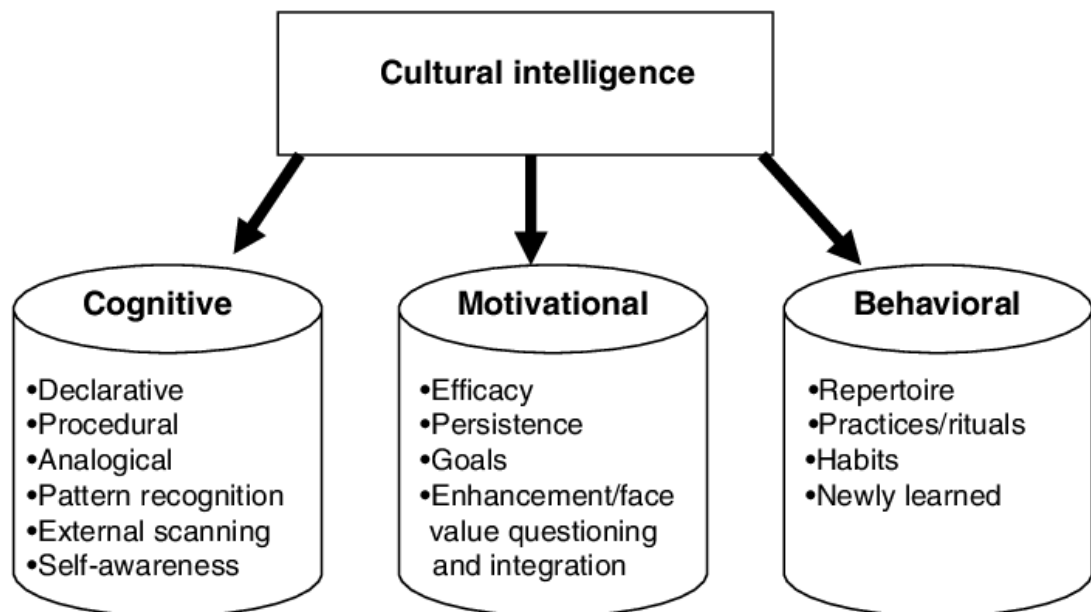 Cultural intelligence
Cognitive
•Declarative
•Procedural
•Analogical
•Pattern recognition
•External scanning
•Self-awareness
Motivational
•Efficacy
•Persistence
•Goals
•Enhancement/face
value questioning
and integration
Behavioral
•Repertoire
•Practices/rituals
•Habits
•Newly learned